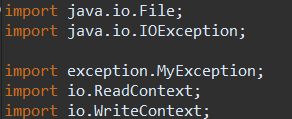 import java.io.File;
import java.io.IOException;
import exception.MyException;
import io.ReadContext;
import io.WriteContext;